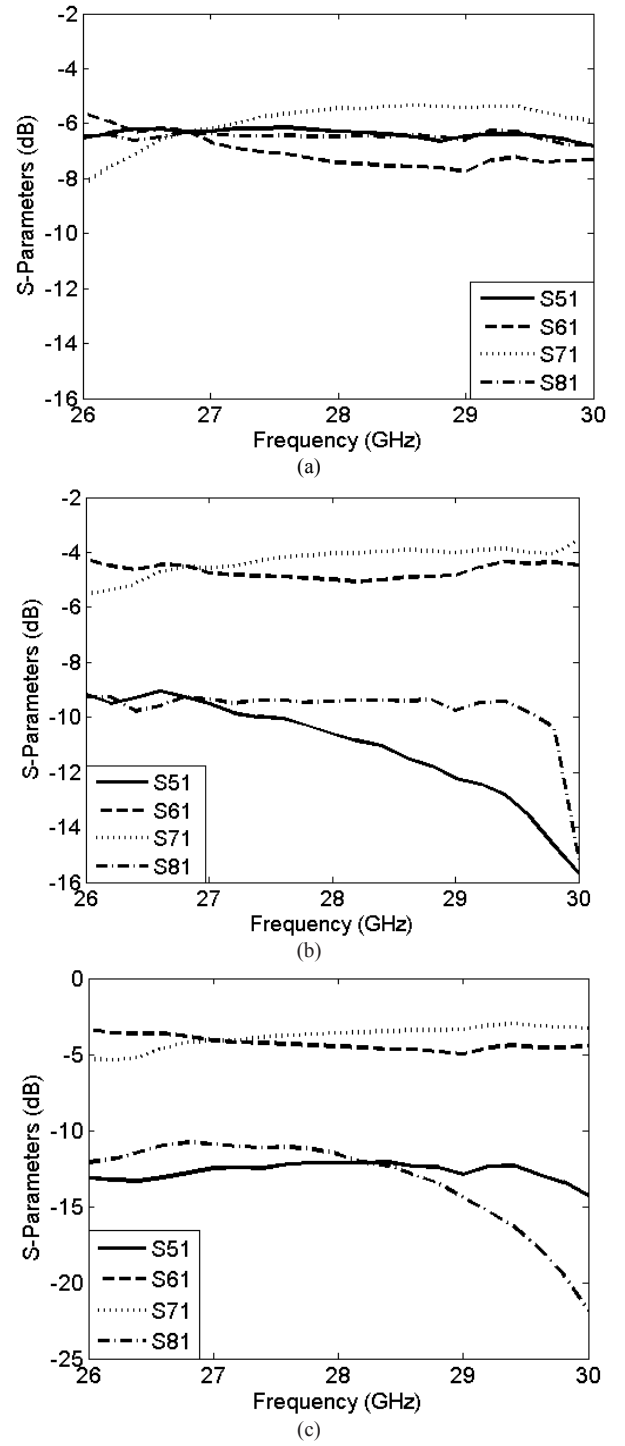 -2
-4
-6
-8
-10
-12
-14
-16
S-Parameters (dB)
S51
S61
S71
S81
26 27 28 29 30
Frequency (GHz)
(a)
-2
-4
-6
-8
-10
-12
-14
-16
S-Parameters (dB)
S51
S61
S71
S81
26 27 28 29 30
Frequency (GHz)
(b)
0
-5
-10
-15
-20
-25
S-Parameters (dB)
S51
S61
S71
S81
26 27 28 29 30
Frequency (GHz)
(c)